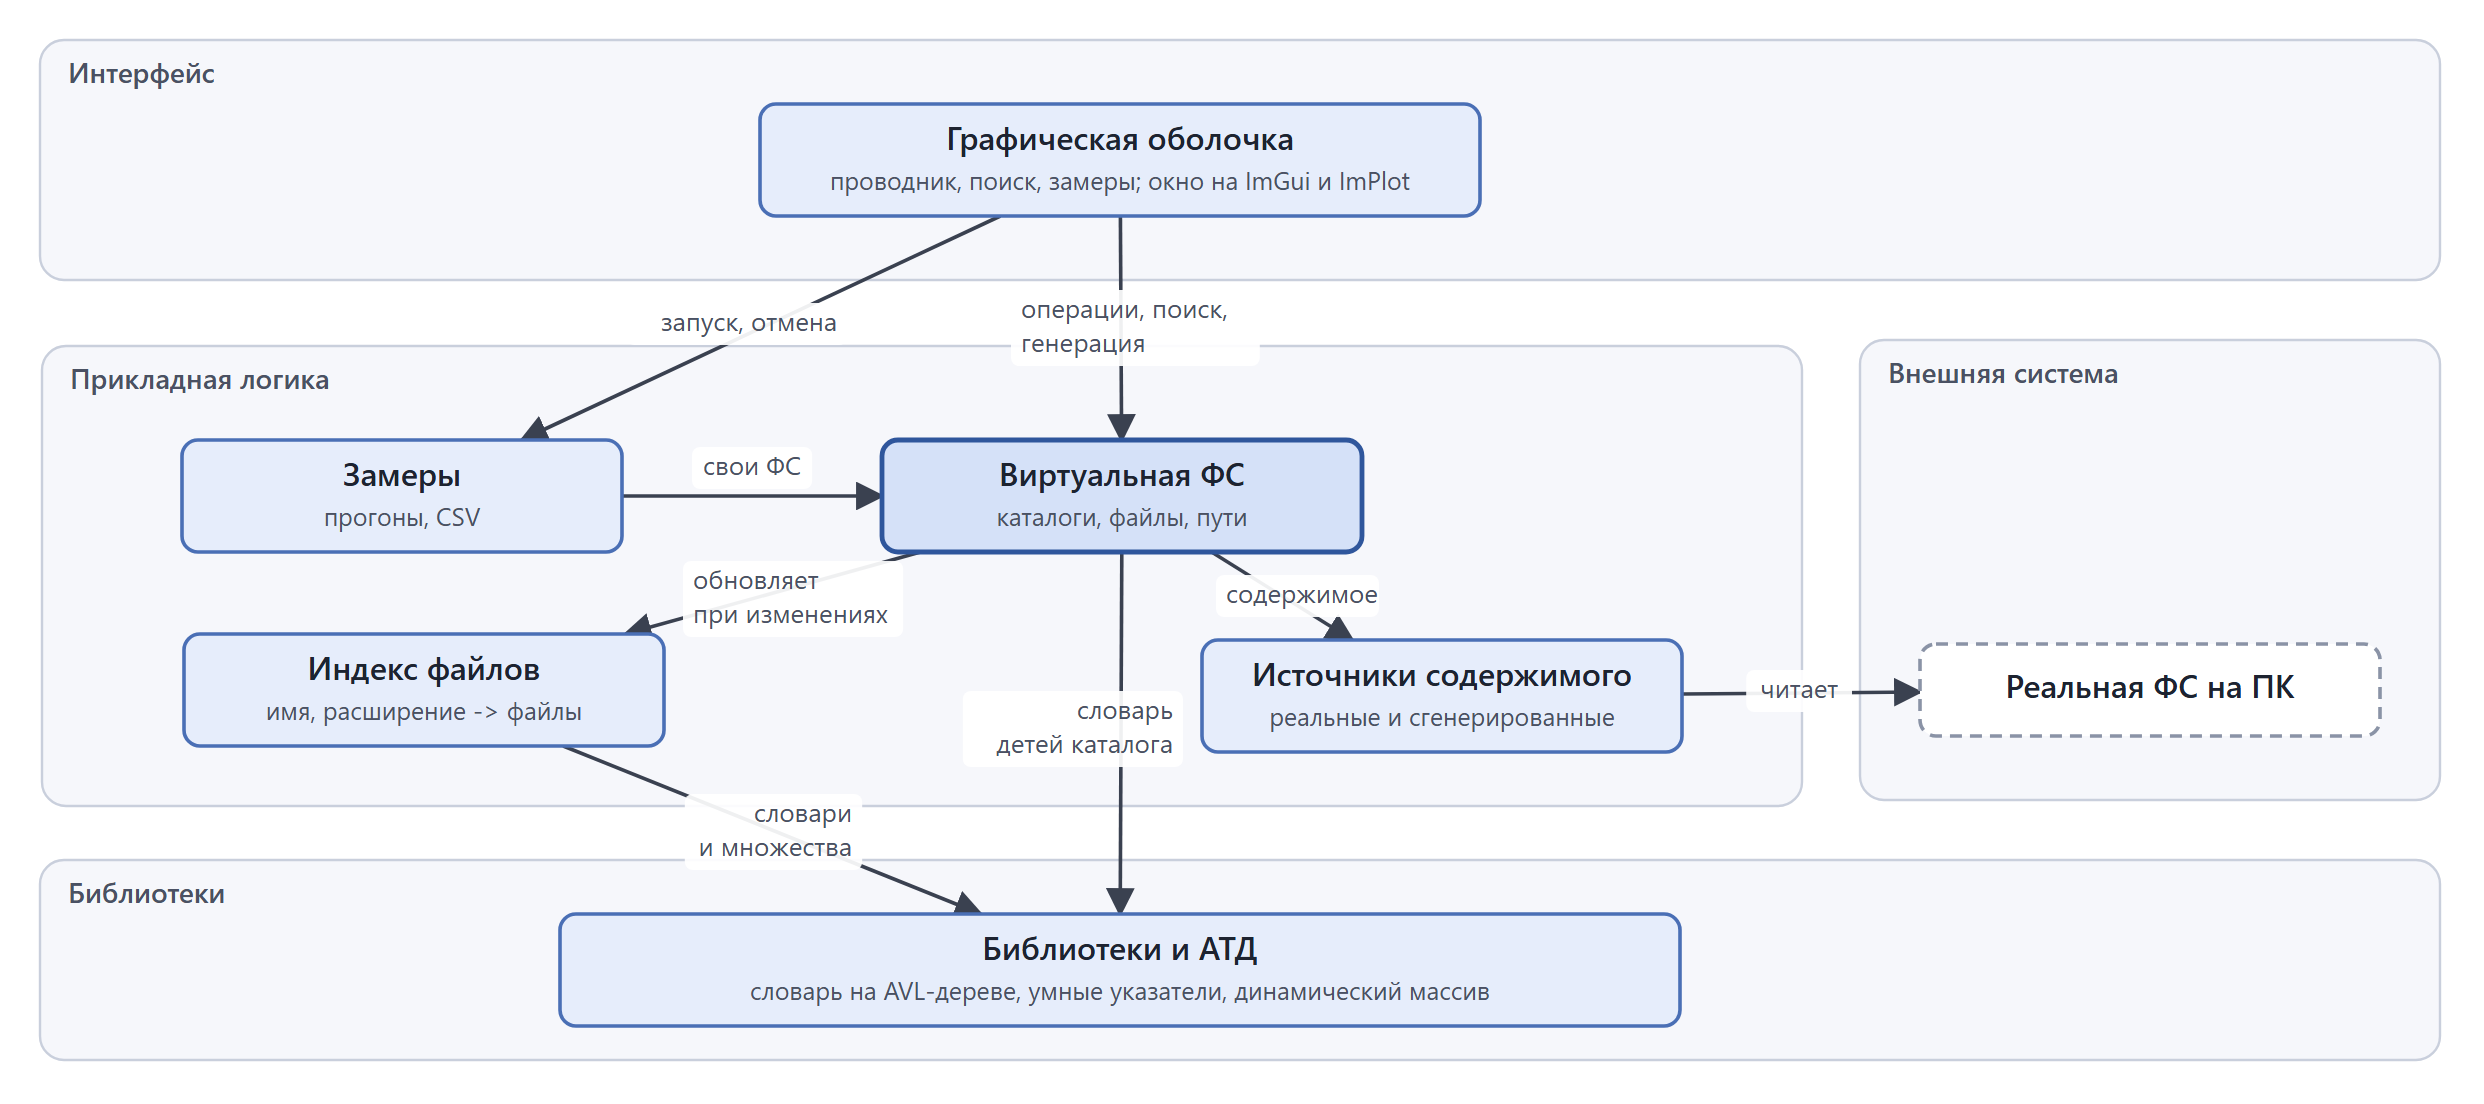 Интерфейс
Графическая оболочка
проводник, поиск, замеры; окно на ImGui и ImPlot
запуск, отмена
операции, поиск,
генерация
Прикладная логика
Внешняя система
Замеры
прогоны, CSV
свои ФС
Виртуальная ФС
каталоги, файлы, пути
обновляет
при изменениях
содержимое
Индекс файлов
имя, расширение -> файлы
словарь
детей каталога
Источники содержимого
реальные и сгенерированные
читает
Реальная ФС на ПК
словари
и множества
Библиотеки
Библиотеки и АТД
словарь на AVL-дереве, умные указатели, динамический массив